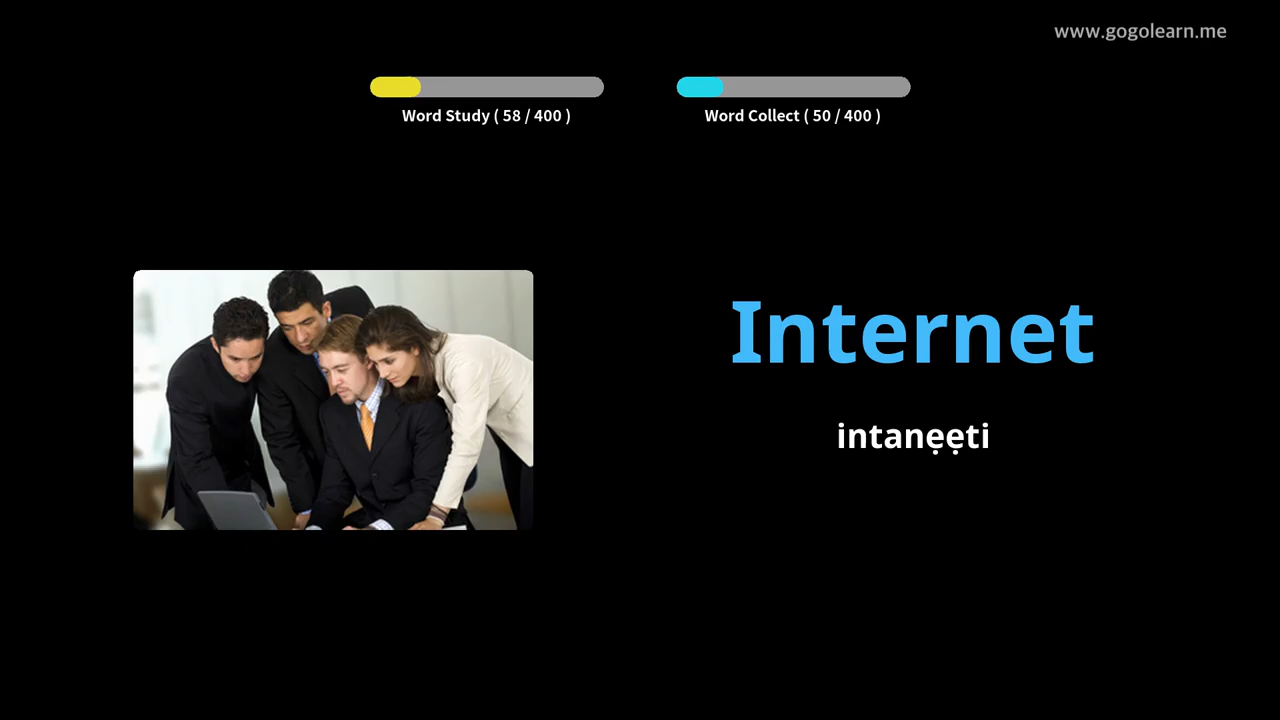 www.gogolearn.me
Word Study ( 58 / 400 )
Word Collect ( 50 / 400 )
Internet
intanẹẹti